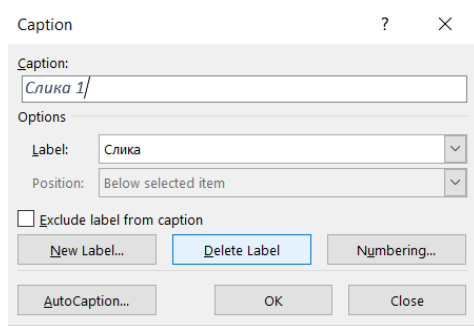 Caption ? ×
Caption:
Слика 1
Options
Label: Слика
Position: Below selected item
Exclude label from caption
New Label... Delete Label Numbering...
AutoCaption... OK Close